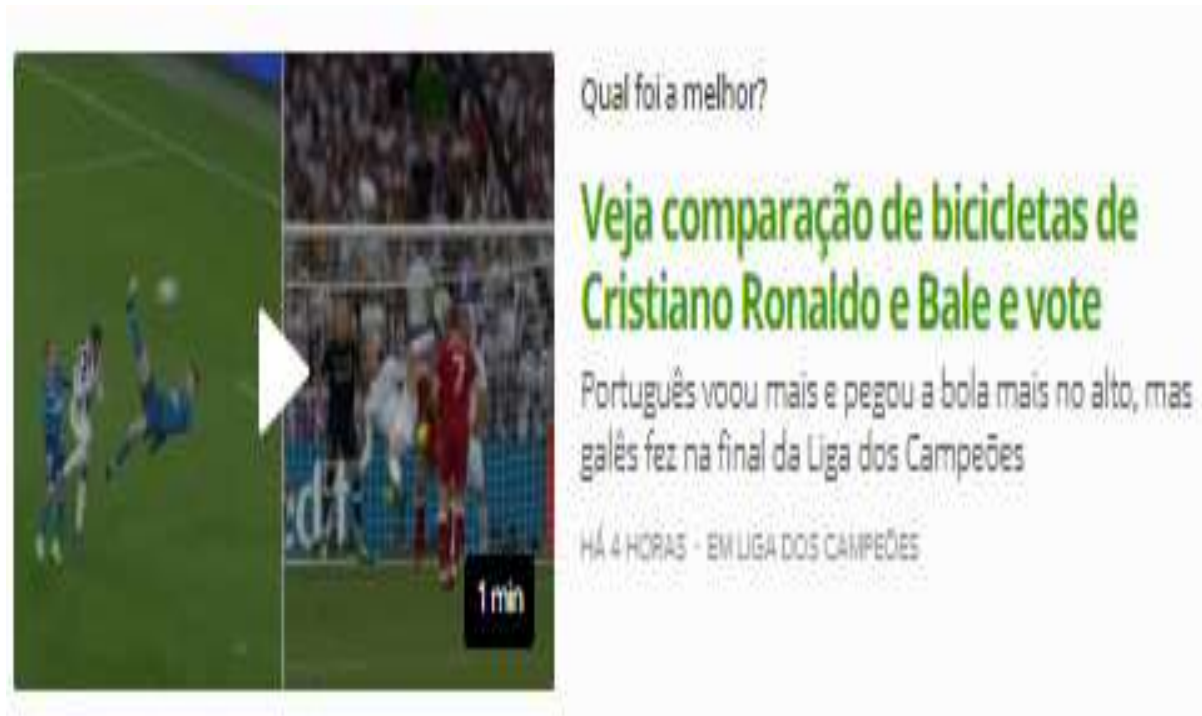 Qual foi a melhor?
Veja comparação de bicicletas de
Cristiano Ronaldo e Bale e vote
Português voou mais e pegou a bola mais no alto, mas
galês fez na final da Liga dos Campeões
HÁ 4 HORAS - EM LIGA DOS CAMPEÕES
1 min
7